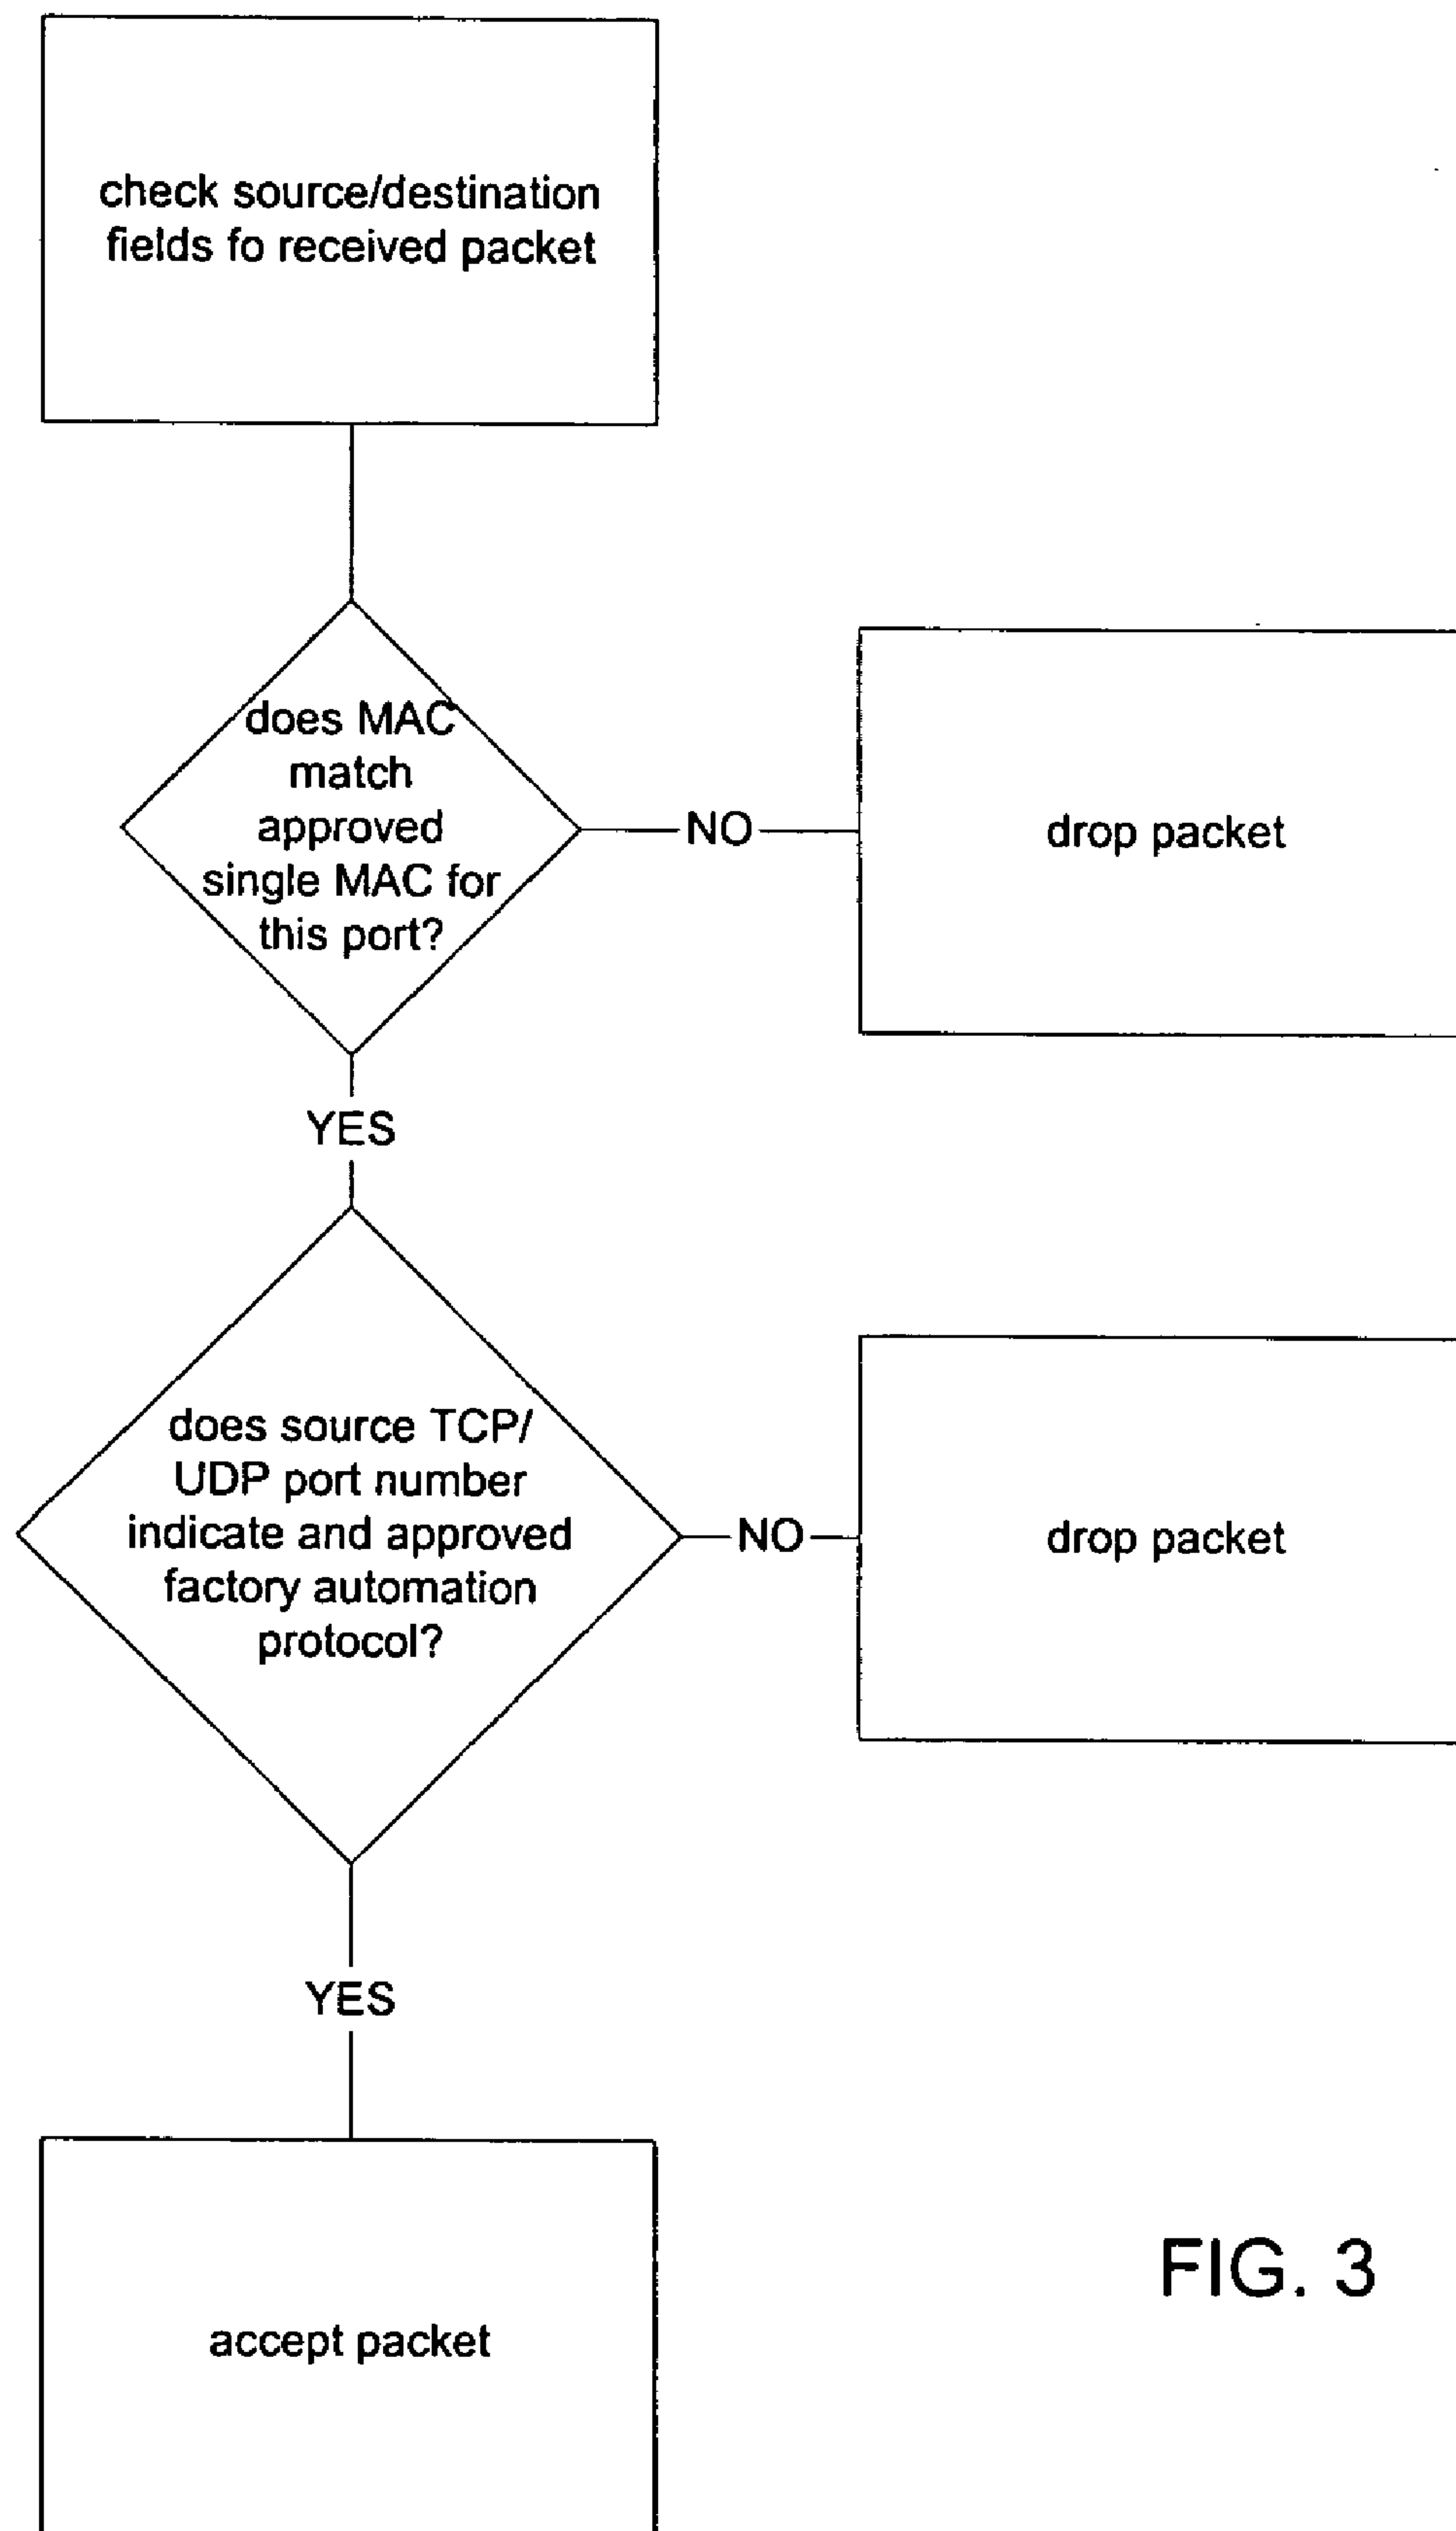 check source/destination
fields fo received packet
does MAC
match
approved
single MAC for
this port?
NO
drop packet
YES
does source TCP/
UDP port number
indicate and approved
factory automation
protocol?
NO
drop packet
YES
accept packet
FIG. 3